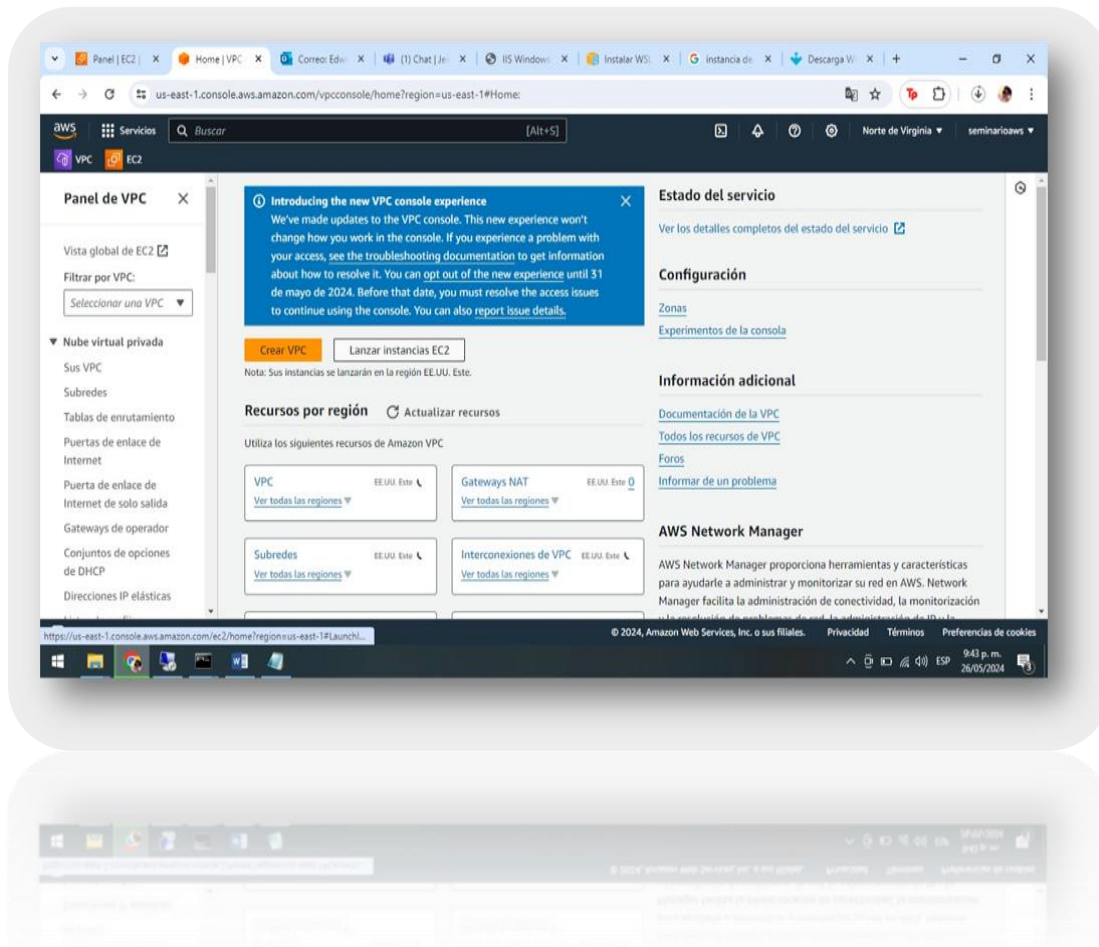 Panel | EC2 |
Home | VPC
Correo: Edw
(1) Chat | Je
IIS Window
Instalar WS
instancia de
Descarga W
us-east-1.console.aws.amazon.com/vpcconsole/home?region=us-east-1#Home:
aws
Servicios
Buscar
[Alt+S]
Norte de Virginia
seminarioaws
VPC
EC2
Panel de VPC
Vista global de EC2
Filtrar por VPC:
Seleccionar una VPC
Nube virtual privada
Sus VPC
Subredes
Tablas de enrutamiento
Puertas de enlace de
Internet
Puerta de enlace de
Internet de solo salida
Gateways de operador
Conjuntos de opciones
de DHCP
Direcciones IP elásticas
Introducing the new VPC console experience
We've made updates to the VPC console. This new experience won't
change how you work in the console. If you experience a problem with
your access, see the troubleshooting documentation to get information
about how to resolve it. You can opt out of the new experience until 31
de mayo de 2024. Before that date, you must resolve the access issues
to continue using the console. You can also report issue details.
Crear VPC
Lanzar instancias EC2
Nota: Sus instancias se lanzarán en la región EE.UU. Este.
Recursos por región
Actualizar recursos
Utiliza los siguientes recursos de Amazon VPC
VPC
EE.UU. Este
Ver todas las regiones
Gateways NAT
EE.UU. Este 0
Ver todas las regiones
Subredes
EE.UU. Este
Ver todas las regiones
Interconexiones de VPC
EE.UU. Este
Ver todas las regiones
Estado del servicio
Ver los detalles completos del estado del servicio
Configuración
Zonas
Experimentos de la consola
Información adicional
Documentación de la VPC
Todos los recursos de VPC
Foros
Informar de un problema
AWS Network Manager
AWS Network Manager proporciona herramientas y características
para ayudarle a administrar y monitorizar su red en AWS. Network
Manager facilita la administración de conectividad, la monitorización
https://us-east-1.console.aws.amazon.com/ec2/home?region=us-east-1#Launchl...
© 2024, Amazon Web Services, Inc. o sus filiales.
Privacidad
Términos
Preferencias de cookies
ESP
9:43 p. m.
26/05/2024